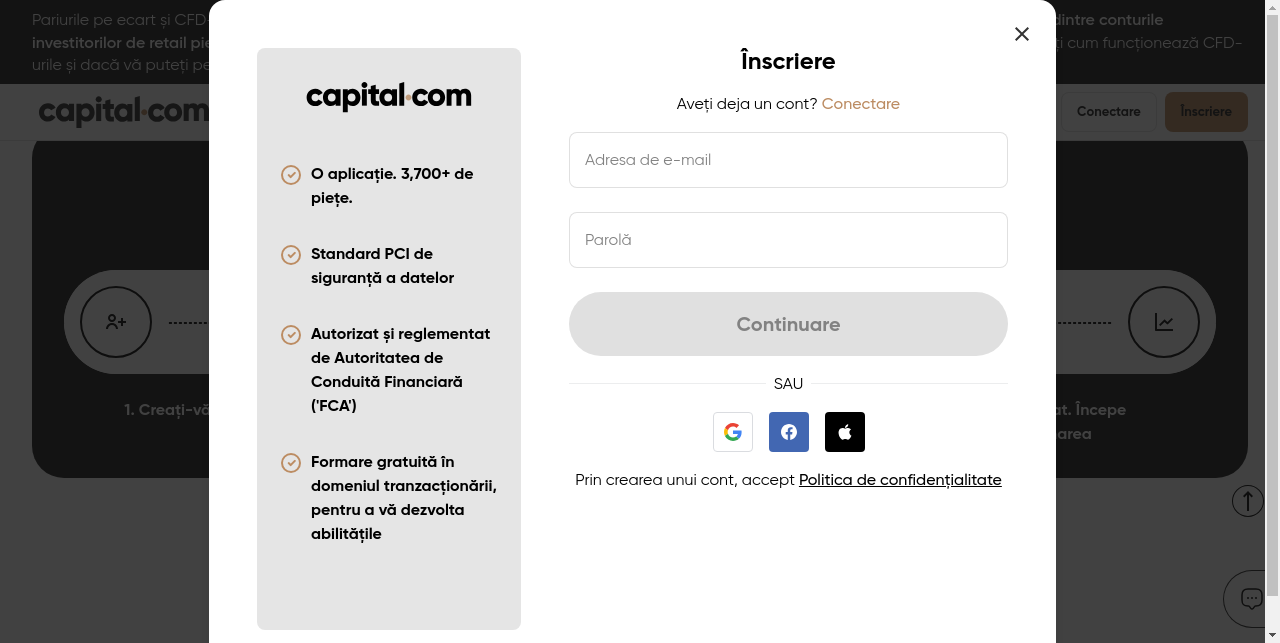 Pariurile pe ecart și CFD-
dintre conturile
investitorilor de retail
ți cum funcționează CFD-
urile și dacă vă puteți
capital.com
Conectare
Înscriere
1. Creați-vă
at. Începe
capital.com
O aplicație. 3,700+ de
piețe.
Standard PCI de
siguranță a datelor
Autorizat și reglementat
de Autoritatea de
Conduită Financiară
('FCA')
Formare gratuită în
domeniul tranzacționării,
pentru a vă dezvolta
abilitățile
Înscriere
Aveți deja un cont? Conectare
Adresa de e-mail
Parolă
Continuare
SAU
Prin crearea unui cont, accept Politica de confidențialitate